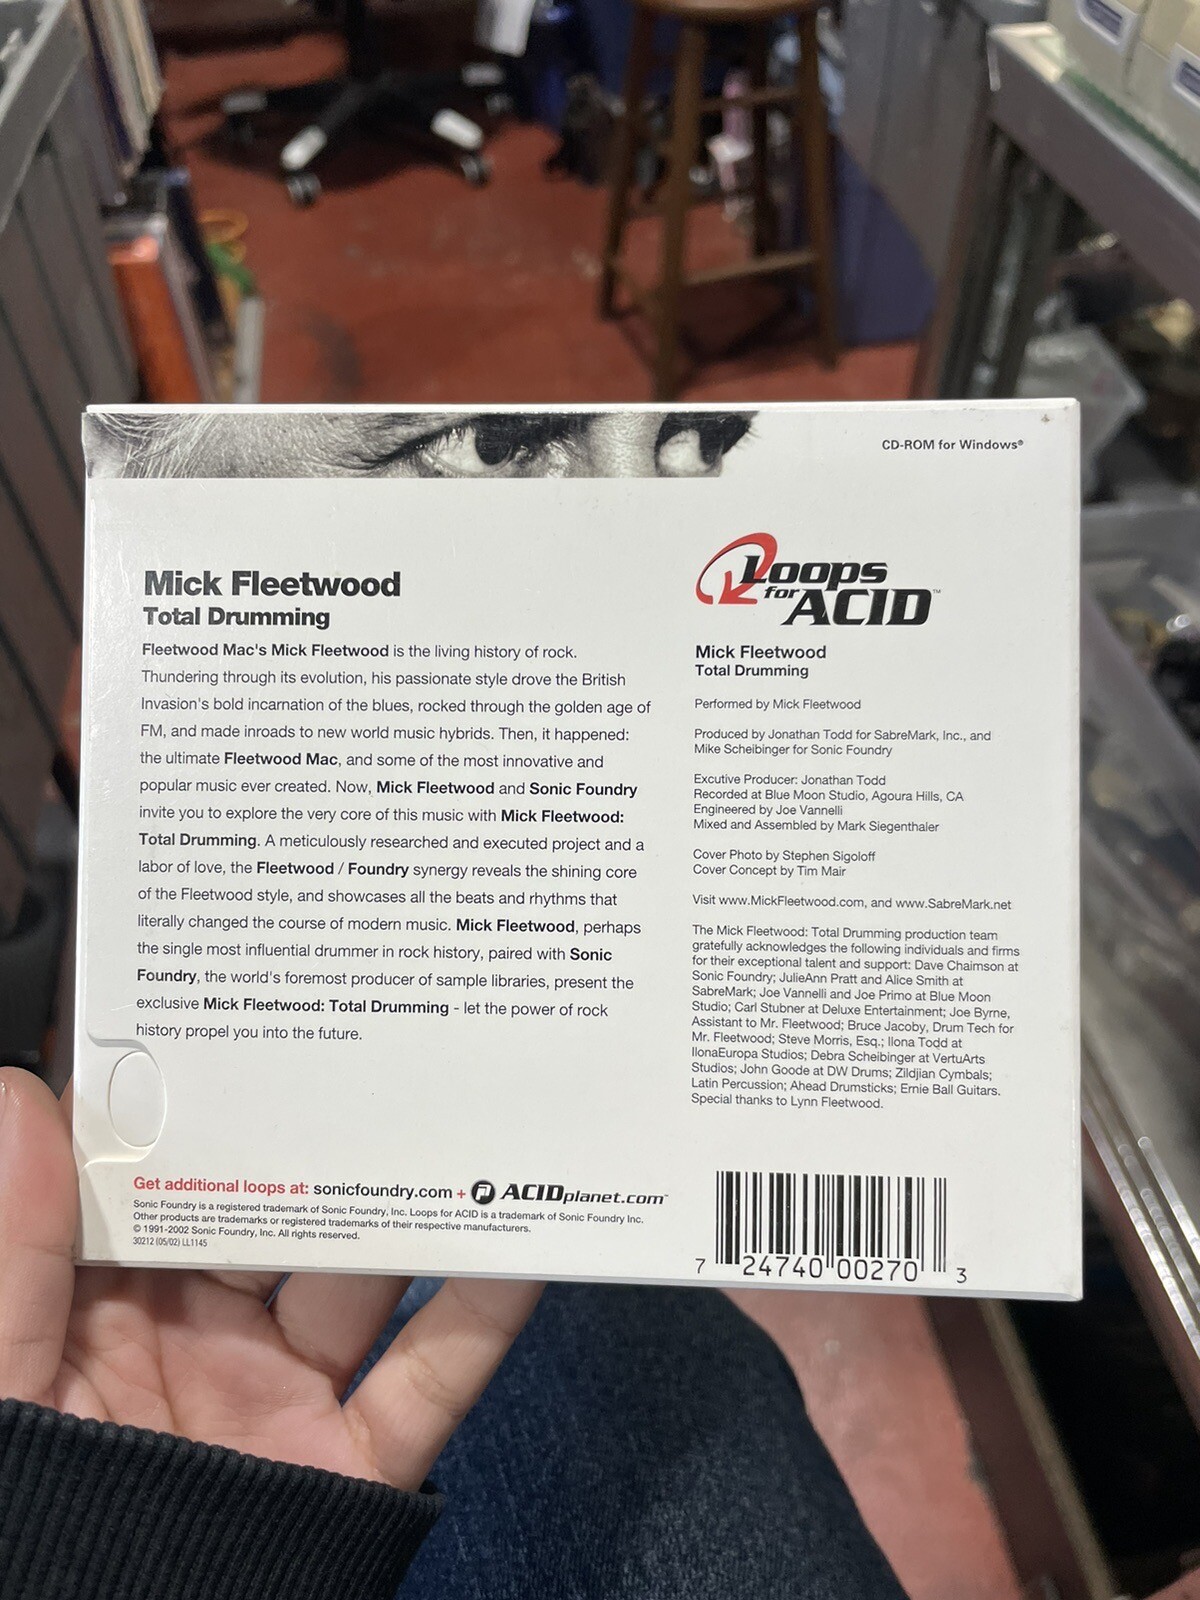 CD-ROM for Windows®
Mick Fleetwood
Total Drumming
Fleetwood Mac's Mick Fleetwood is the living history of rock.
Thundering through its evolution, his passionate style drove the British
Invasion's bold incarnation of the blues, rocked through the golden age of
FM, and made inroads to new world music hybrids. Then, it happened:
the ultimate Fleetwood Mac, and some of the most innovative and
popular music ever created. Now, Mick Fleetwood and Sonic Foundry
invite you to explore the very core of this music with Mick Fleetwood:
Total Drumming. A meticulously researched and executed project and a
labor of love, the Fleetwood / Foundry synergy reveals the shining core
of the Fleetwood style, and showcases all the beats and rhythms that
literally changed the course of modern music. Mick Fleetwood, perhaps
the single most influential drummer in rock history, paired with Sonic
Foundry, the world's foremost producer of sample libraries, present the
exclusive Mick Fleetwood: Total Drumming - let the power of rock
history propel you into the future.
Get additional loops at: sonicfoundry.com + ACIDplanet.com™
Sonic Foundry is a registered trademark of Sonic Foundry, Inc. Loops for ACID is a trademark of Sonic Foundry Inc.
Other products are trademarks or registered trademarks of their respective manufacturers.
© 1991-2002 Sonic Foundry, Inc. All rights reserved.
30212 (05/02) LL1145
Loops
for ACID™
Mick Fleetwood
Total Drumming
Performed by Mick Fleetwood
Produced by Jonathan Todd for SabreMark, Inc., and
Mike Scheibinger for Sonic Foundry
Excutive Producer: Jonathan Todd
Recorded at Blue Moon Studio, Agoura Hills, CA
Engineered by Joe Vannelli
Mixed and Assembled by Mark Siegenthaler
Cover Photo by Stephen Sigoloff
Cover Concept by Tim Mair
Visit www.MickFleetwood.com, and www.SabreMark.net
The Mick Fleetwood: Total Drumming production team
gratefully acknowledges the following individuals and firms
for their exceptional talent and support: Dave Chaimson at
Sonic Foundry; JulieAnn Pratt and Alice Smith at
SabreMark; Joe Vannelli and Joe Primo at Blue Moon
Studio; Carl Stubner at Deluxe Entertainment; Joe Byrne,
Assistant to Mr. Fleetwood; Bruce Jacoby, Drum Tech for
Mr. Fleetwood; Steve Morris, Esq.; Ilona Todd at
IlonaEuropa Studios; Debra Scheibinger at VertuArts
Studios; John Goode at DW Drums; Zildjian Cymbals;
Latin Percussion; Ahead Drumsticks; Ernie Ball Guitars.
Special thanks to Lynn Fleetwood.
7 24740 00270 3